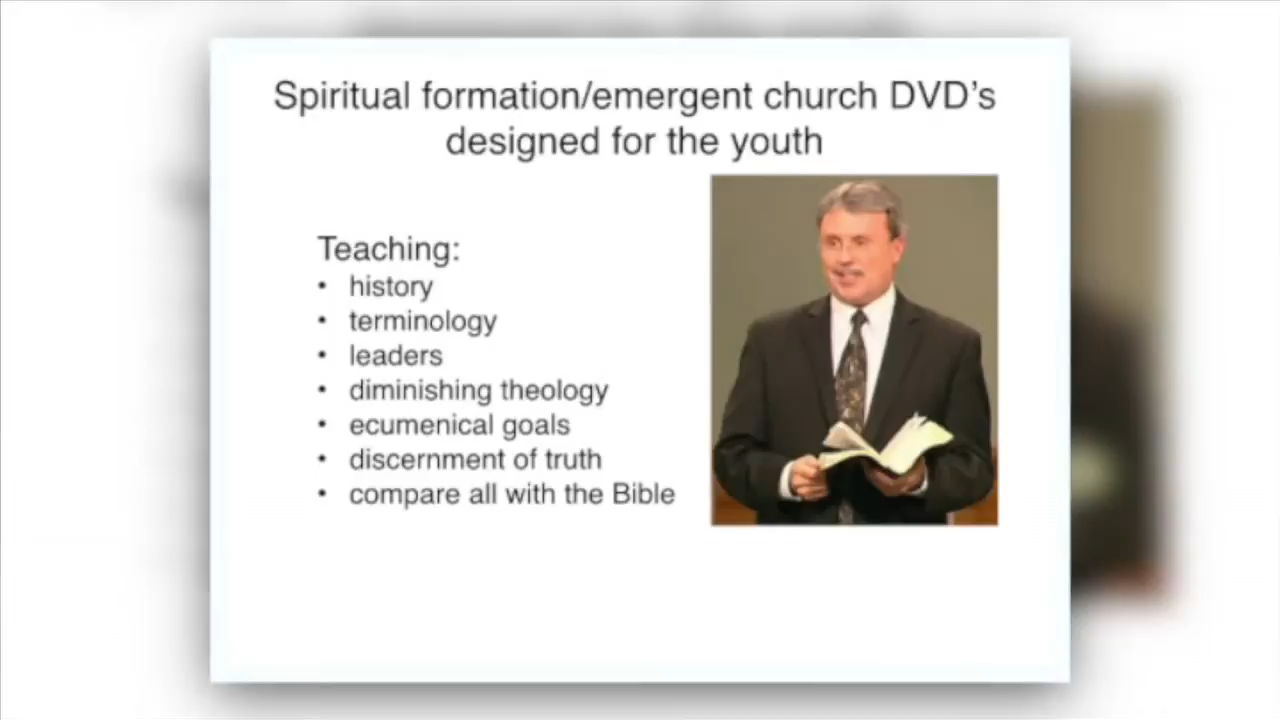 Spiritual formation/emergent church DVD's
designed for the youth
Teaching:
• history
• terminology
• leaders
• diminishing theology
• ecumenical goals
• discernment of truth
• compare all with the Bible